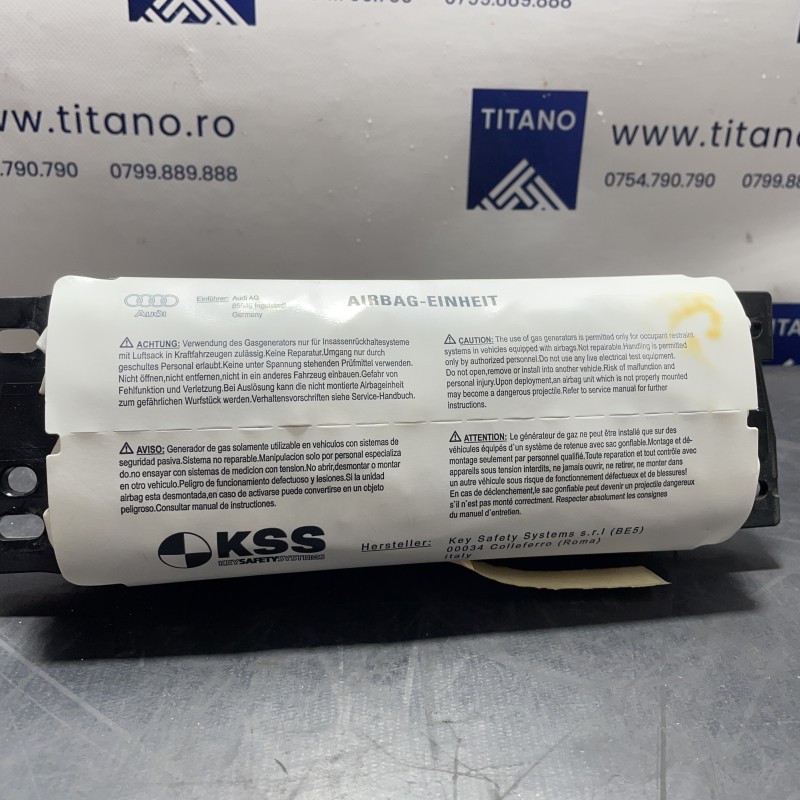 0799.889.888
www.titano.ro
.790.790 0799.889.888
TITANO
www.titano
0754.790.790 0799.88
Audi
Einführer: Audi AG
Germany
AIRBAG-EINHEIT
ACHTUNG: Verwendung des Gasgenerators nur für Insassenrückhaltesysteme
mit Luftsack in Kraftfahrzeugen zulässig.Keine Reparatur.Umgang nur durch
geschultes Personal erlaubt.Keine unter Spannung stehenden Prüfmittel verwenden.
Nicht öffnen,nicht entfernen,nicht in ein anderes Fahrzeug einbauen.Gefahr von
Fehlfunktion und Verletzung.Bei Auslösung kann die nicht montierte Airbageinheit
zum gefährlichen Wurfstück werden.Verhaltensvorschriften siehe Service-Handbuch.
CAUTION: The use of gas generators is permitted only for occupant restraint
systems in vehicles equipped with airbags.Not repairable.Handling is permitted
only by authorized personnel.Do not use any live electrical test equipment.
Do not open,remove or install into another vehicle.Risk of malfunction and
personal injury.Upon deployment,an airbag unit which is not properly mounted
may become a dangerous projectile.Refer to service manual for further
instructions.
AVISO: Generador de gas solamente utilizable en vehiculos con sistemas de
seguridad pasiva.Sistema no reparable.Manipulacion solo por personal especializa
do.no ensayar con sistemas de medicion con tension.No abrir,desmontar o montar
en otro vehiculo.Peligro de funcionamiento defectuoso y lesiones.Si la unidad
airbag esta desmontada,en caso de activarse puede convertirse en un objeto
peligroso.Consultar manual de instrucciones.
ATTENTION: Le générateur de gaz ne peut être installé que sur des
véhicules équipés d'un système de retenue avec sac gonflable.Montage et dé-
montage seulement par personnel qualifié.Toute réparation et tout contrôle avec
appareils sous tension interdits, ne jamais ouvrir, ne retirer, ne monter dans
un autre véhicule sous risque de fonctionnement défectueux et de blessures!
En cas de déclenchement,le sac gonflable peut devenir un projectile dangereux
s'il n'est pas monté correctement. Respecter absolument les consignes
du manuel d'entretien.
KSS
KEYSAFETYSYSTEMS
Hersteller: Key Safety Systems s.r.l (BE5)
00034 Colleferro (Roma)
Italy